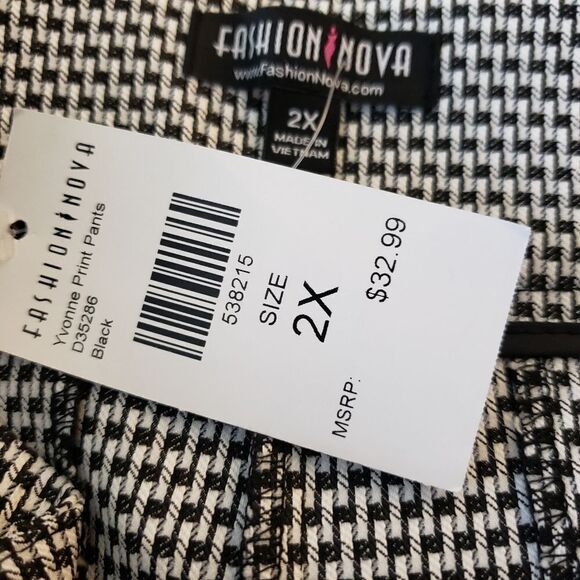 FASHION NOVA
www.FashionNova.com
2X
MADE IN
VIETNAM
FASHION NOVA
Yvonne Print Pants
D35286
Black
538215
SIZE
2X
MSRP: $32.99